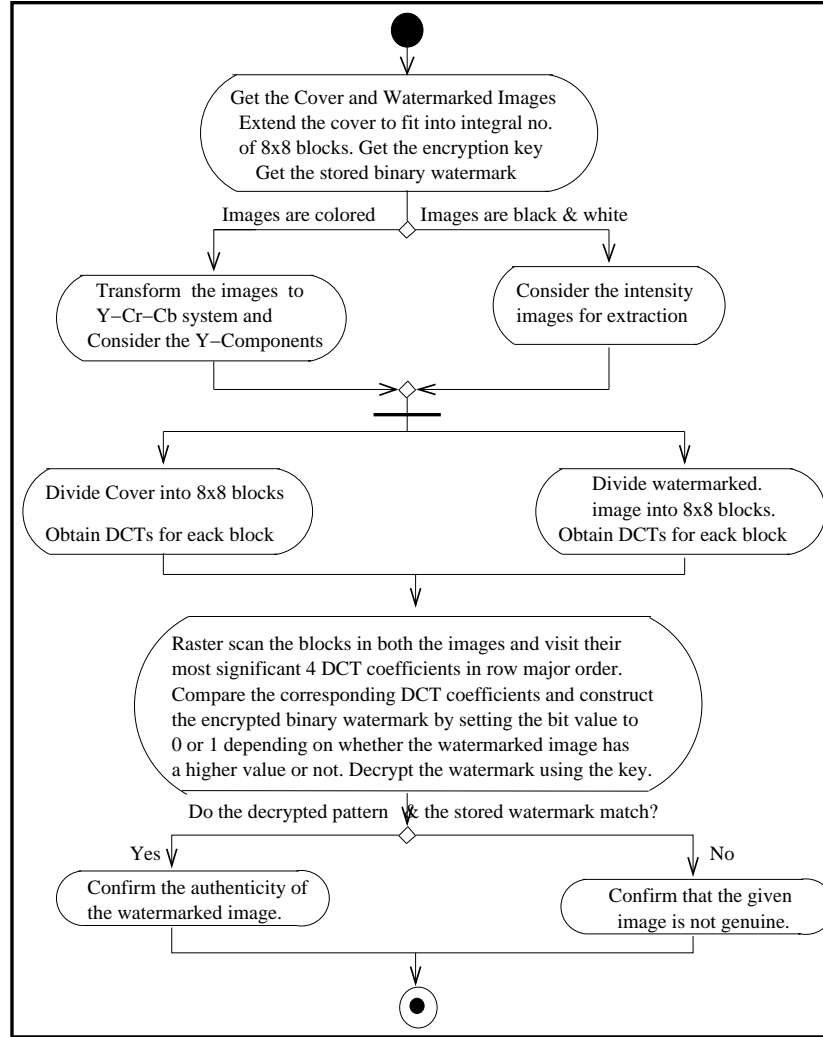 Get the Cover and Watermarked Images
Extend the cover to fit into integral no.
of 8x8 blocks. Get the encryption key
Get the stored binary watermark
Images are colored
Images are black & white
Transform the images to
Y−Cr−Cb system and
Consider the Y−Components
Consider the intensity
images for extraction
Divide Cover into 8x8 blocks
Obtain DCTs for each block
Divide watermarked.
image into 8x8 blocks.
Obtain DCTs for each block
Raster scan the blocks in both the images and visit their
most significant 4 DCT coefficients in row major order.
Compare the corresponding DCT coefficients and construct
the encrypted binary watermark by setting the bit value to
0 or 1 depending on whether the watermarked image has
a higher value or not. Decrypt the watermark using the key.
Do the decrypted pattern & the stored watermark match?
Yes
No
Confirm the authenticity of
the watermarked image.
Confirm that the given
image is not genuine.